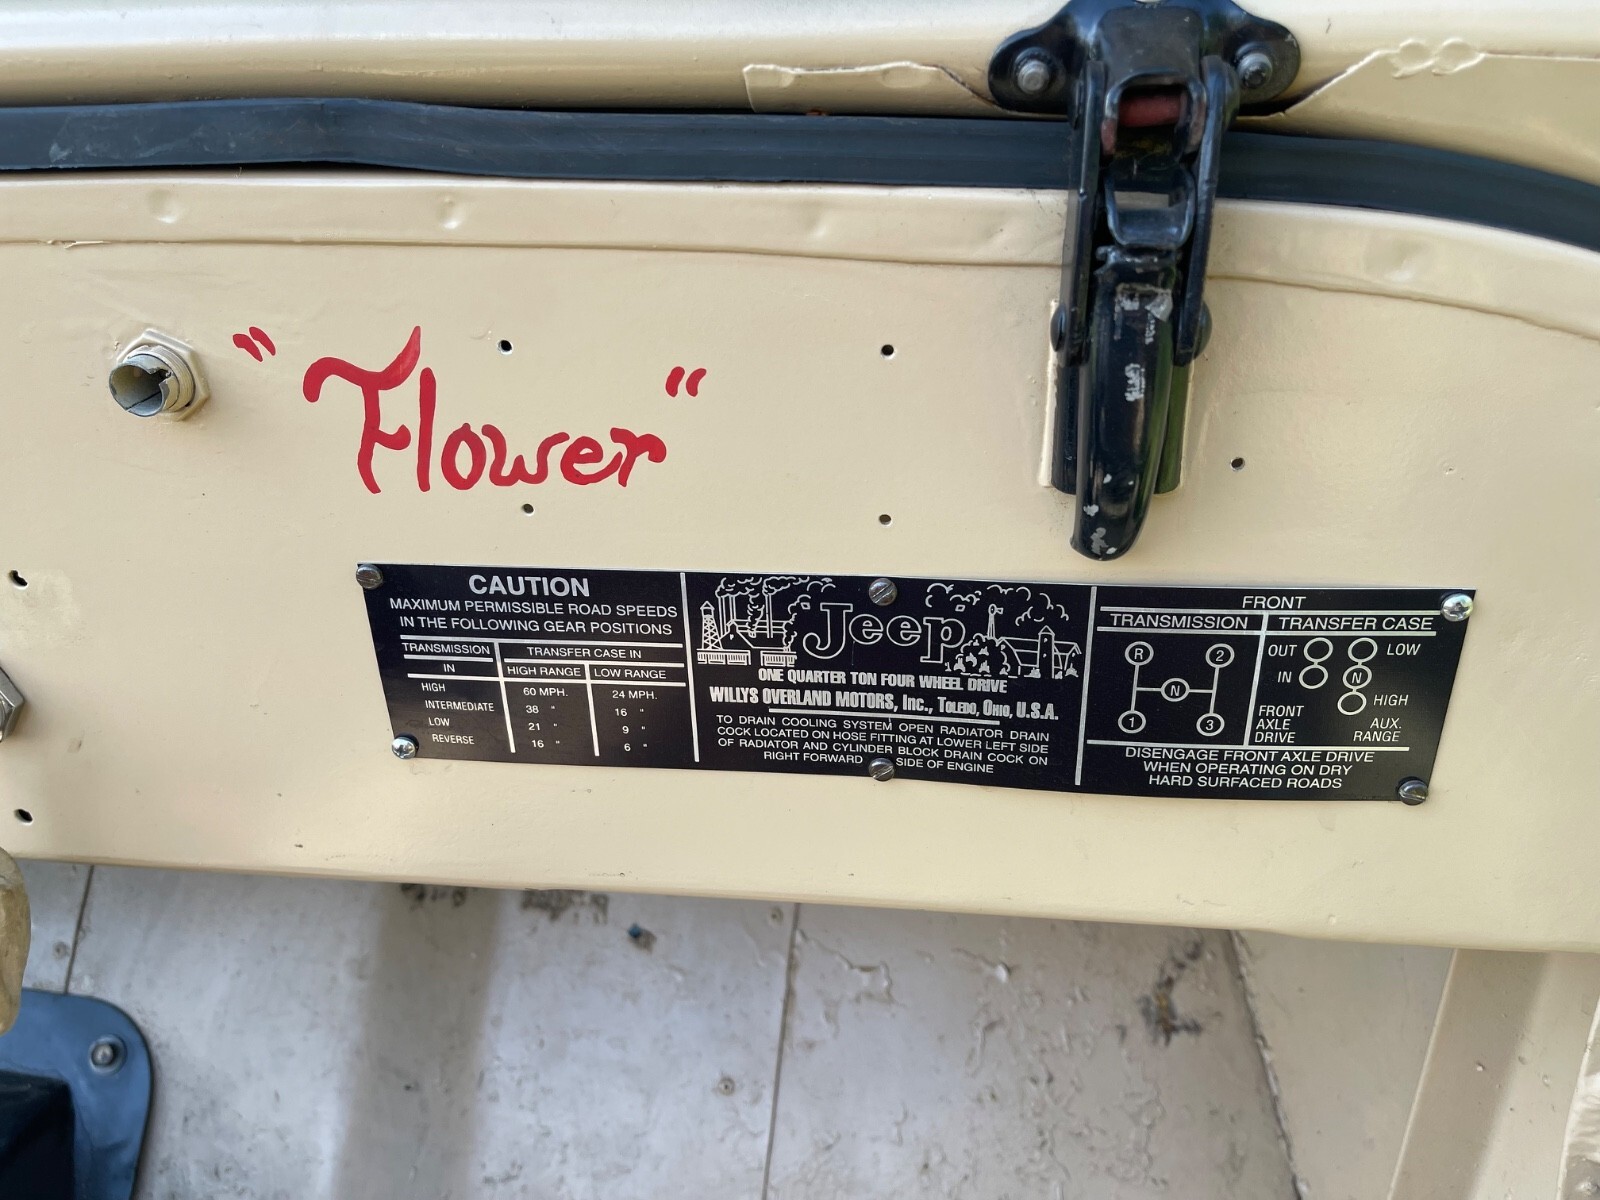 "Flower"
CAUTION
MAXIMUM PERMISSIBLE ROAD SPEEDS
IN THE FOLLOWING GEAR POSITIONS
TRANSMISSION TRANSFER CASE IN
IN HIGH RANGE LOW RANGE
HIGH 60 MPH. 24 MPH.
INTERMEDIATE 38 " 16 "
LOW 21 " 9 "
REVERSE 16 " 6 "
Jeep
ONE QUARTER TON FOUR WHEEL DRIVE
WILLYS OVERLAND MOTORS, Inc., TOLEDO, OHIO, U.S.A.
TO DRAIN COOLING SYSTEM OPEN RADIATOR DRAIN
COCK LOCATED ON HOSE FITTING AT LOWER LEFT SIDE
OF RADIATOR AND CYLINDER BLOCK DRAIN COCK ON
RIGHT FORWARD SIDE OF ENGINE
FRONT
TRANSMISSION TRANSFER CASE
R 2
N
1 3
OUT LOW
IN N
HIGH
FRONT
AXLE AUX.
DRIVE RANGE
DISENGAGE FRONT AXLE DRIVE
WHEN OPERATING ON DRY
HARD SURFACED ROADS